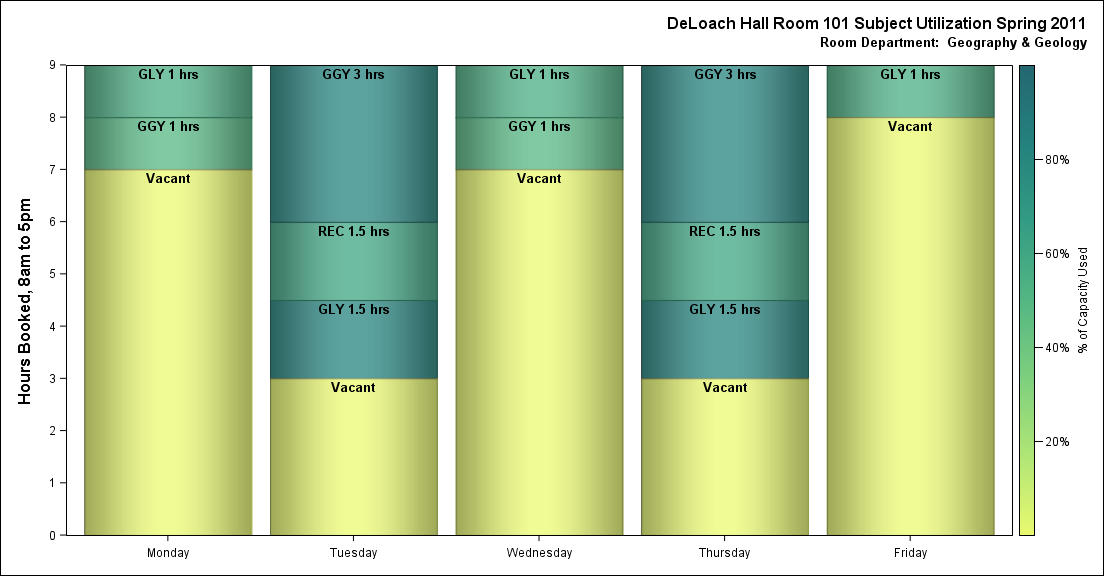 DeLoach Hall Room 101 Subject Utilization Spring 2011
Room Department:  Geography & Geology
Hours Booked, 8am to 5pm
9
8
7
6
5
4
3
2
1
0
GLY 1 hrs
GGY 1 hrs
Vacant
GGY 3 hrs
REC 1.5 hrs
GLY 1.5 hrs
Vacant
GLY 1 hrs
GGY 1 hrs
Vacant
GGY 3 hrs
REC 1.5 hrs
GLY 1.5 hrs
Vacant
GLY 1 hrs
Vacant
Monday
Tuesday
Wednesday
Thursday
Friday
80%
60%
40%
20%
% of Capacity Used